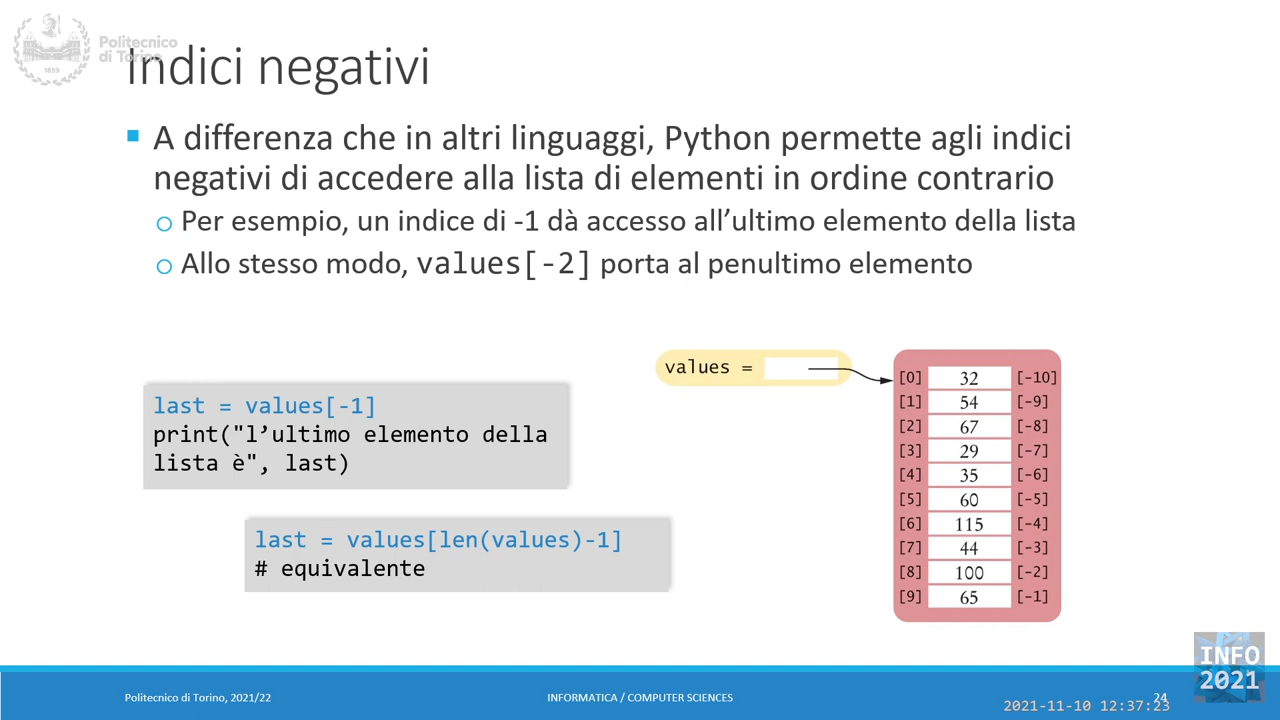 Politecnico
di Torino
1859
Indici negativi
A differenza che in altri linguaggi, Python permette agli indici
negativi di accedere alla lista di elementi in ordine contrario
Per esempio, un indice di -1 dà accesso all’ultimo elemento della lista
Allo stesso modo, values[-2] porta al penultimo elemento
last = values[-1]
print("l’ultimo elemento della
lista è", last)
last = values[len(values)-1]
# equivalente
values =
[0] 32 [-10]
[1] 54 [-9]
[2] 67 [-8]
[3] 29 [-7]
[4] 35 [-6]
[5] 60 [-5]
[6] 115 [-4]
[7] 44 [-3]
[8] 100 [-2]
[9] 65 [-1]
INFO
2021
Politecnico di Torino, 2021/22
INFORMATICA / COMPUTER SCIENCES
24
2021-11-10 12:37:23